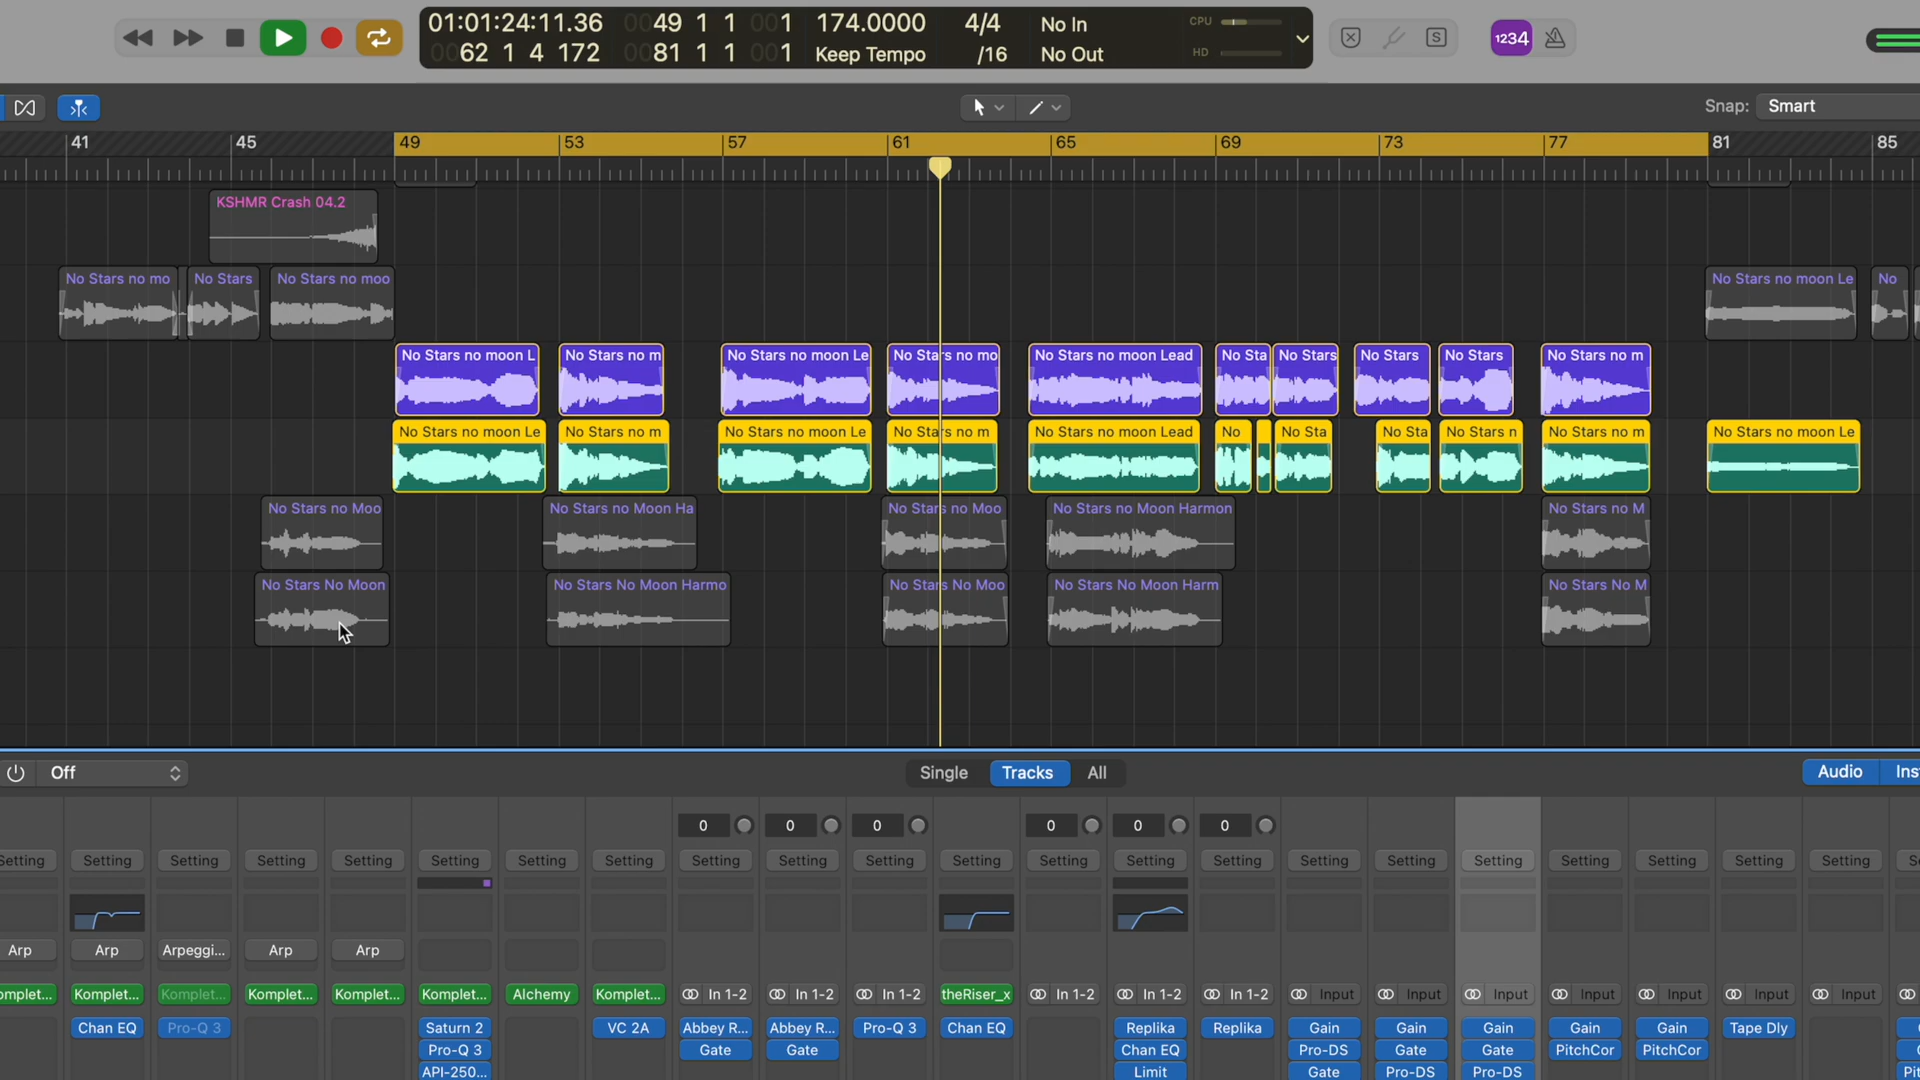 01:01:24:11.36 0049 1 1 001 174.0000 4/4 No In CPU
0062 1 4 172 0081 1 1 001 Keep Tempo /16 No Out HD
S 1234
Snap: Smart
41 45 49 53 57 61 65 69 73 77 81 85
KSHMR Crash 04.2
No Stars no mo No Stars No Stars no moo No Stars no moon Le No
No Stars no moon L No Stars no m No Stars no moon Le No Stars no mo No Stars no moon Lead No Sta No Stars No Stars No Stars No Stars no m
No Stars no moon Le No Stars no m No Stars no moon Le No Stars no m No Stars no moon Lead No No Sta No Sta No Stars n No Stars no m No Stars no moon Le
No Stars no Moo No Stars no Moon Ha No Stars no Moo No Stars no Moon Harmon No Stars no M
No Stars No Moon No Stars No Moon Harmo No Stars No Moo No Stars No Moon Harm No Stars No M
Off Single Tracks All Audio Ins
0 0 0 0 0 0
Setting Setting Setting Setting Setting Setting Setting Setting Setting Setting Setting Setting Setting Setting Setting Setting Setting Setting Setting Setting Setting Setting S
Arp Arp Arpeggi... Arp Arp
omplet... Komplet... Komplet... Komplet... Komplet... Komplet... Alchemy Komplet... In 1-2 In 1-2 In 1-2 theRiser_x In 1-2 In 1-2 In 1-2 Input Input Input Input Input Input Input
Chan EQ Pro-Q 3 Saturn 2 VC 2A Abbey R... Abbey R... Pro-Q 3 Chan EQ Replika Replika Gain Gain Gain Gain Gain Tape Dly
Pro-Q 3 Gate Gate Chan EQ Pro-DS Gate Gate PitchCor PitchCor
API-250... Limit Gate Pro-DS Pro-DS